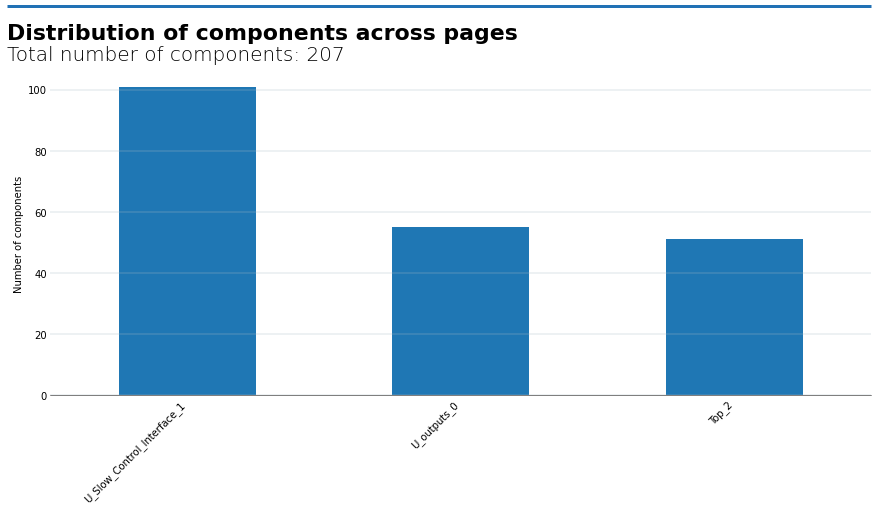 Distribution of components across pages
Total number of components: 207
100
80
60
40
20
0
Number of components
U_Slow_Control_Interface_1
U_outputs_0
Top_2